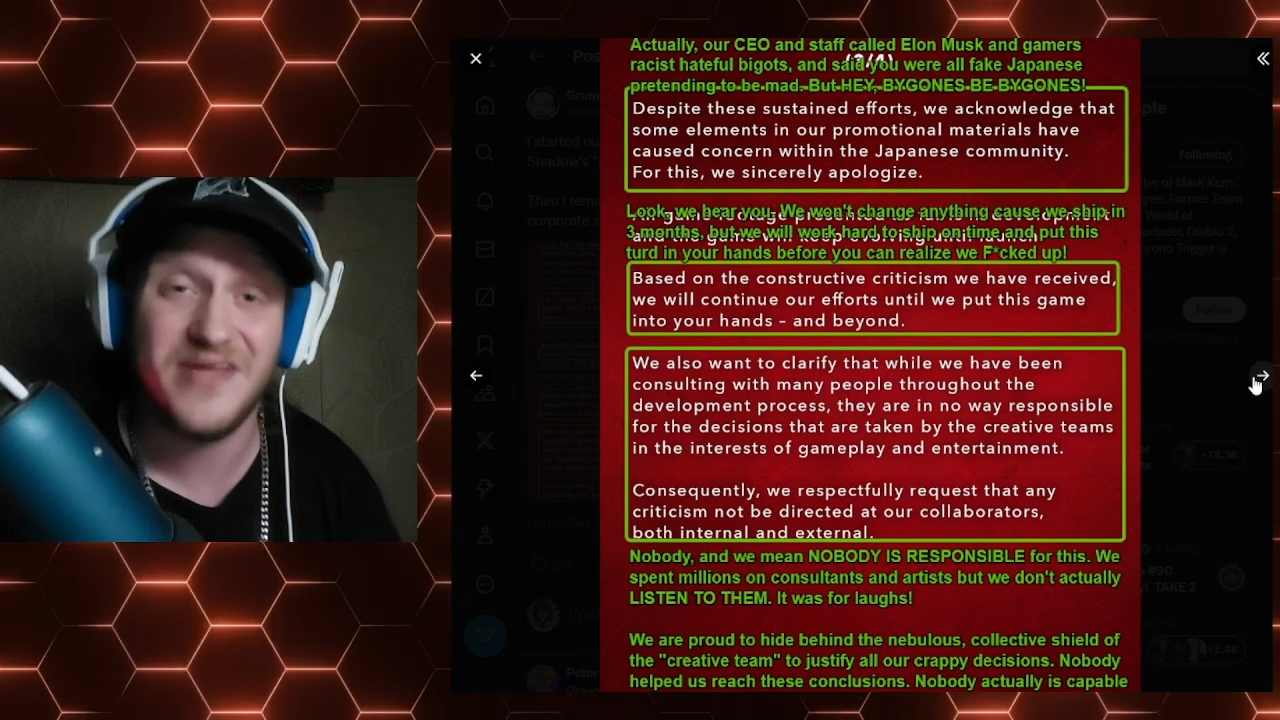 Actually, our CEO and staff called Elon Musk and gamers
racist hateful bigots, and said you were all fake Japanese
pretending to be mad. But HEY, BYGONES BE BYGONES!
Despite these sustained efforts, we acknowledge that
some elements in our promotional materials have
caused concern within the Japanese community.
For this, we sincerely apologize.
Look, we hear you. We won't change anything cause we ship in
3 months, but we will work hard to ship on time and put this
turd in your hands before you can realize we F*cked up!
Based on the constructive criticism we have received,
we will continue our efforts until we put this game
into your hands – and beyond.
We also want to clarify that while we have been
consulting with many people throughout the
development process, they are in no way responsible
for the decisions that are taken by the creative teams
in the interests of gameplay and entertainment.
Consequently, we respectfully request that any
criticism not be directed at our collaborators,
both internal and external.
Nobody, and we mean NOBODY IS RESPONSIBLE for this. We
spent millions on consultants and artists but we don't actually
LISTEN TO THEM. It was for laughs!
We are proud to hide behind the nebulous, collective shield of
the "creative team" to justify all our crappy decisions. Nobody
helped us reach these conclusions. Nobody actually is capable
Following
Follow